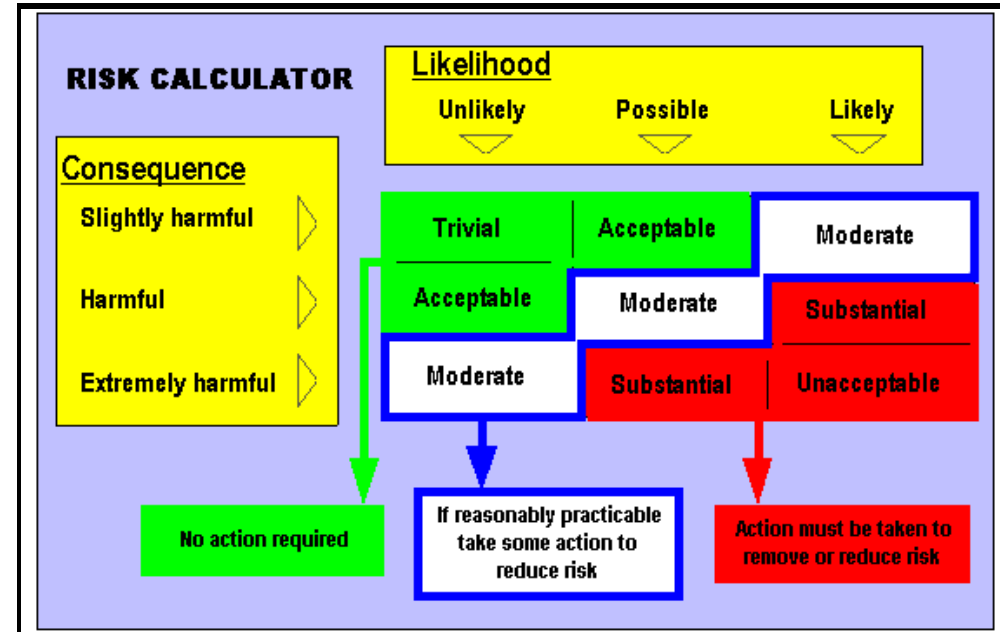 RISK CALCULATOR
Likelihood
Unlikely Possible Likely
Consequence
Slightly harmful
Trivial Acceptable Moderate
Harmful
Acceptable Moderate Substantial
Extremely harmful
Moderate Substantial Unacceptable
No action required
If reasonably practicable
take some action to
reduce risk
Action must be taken to
remove or reduce risk